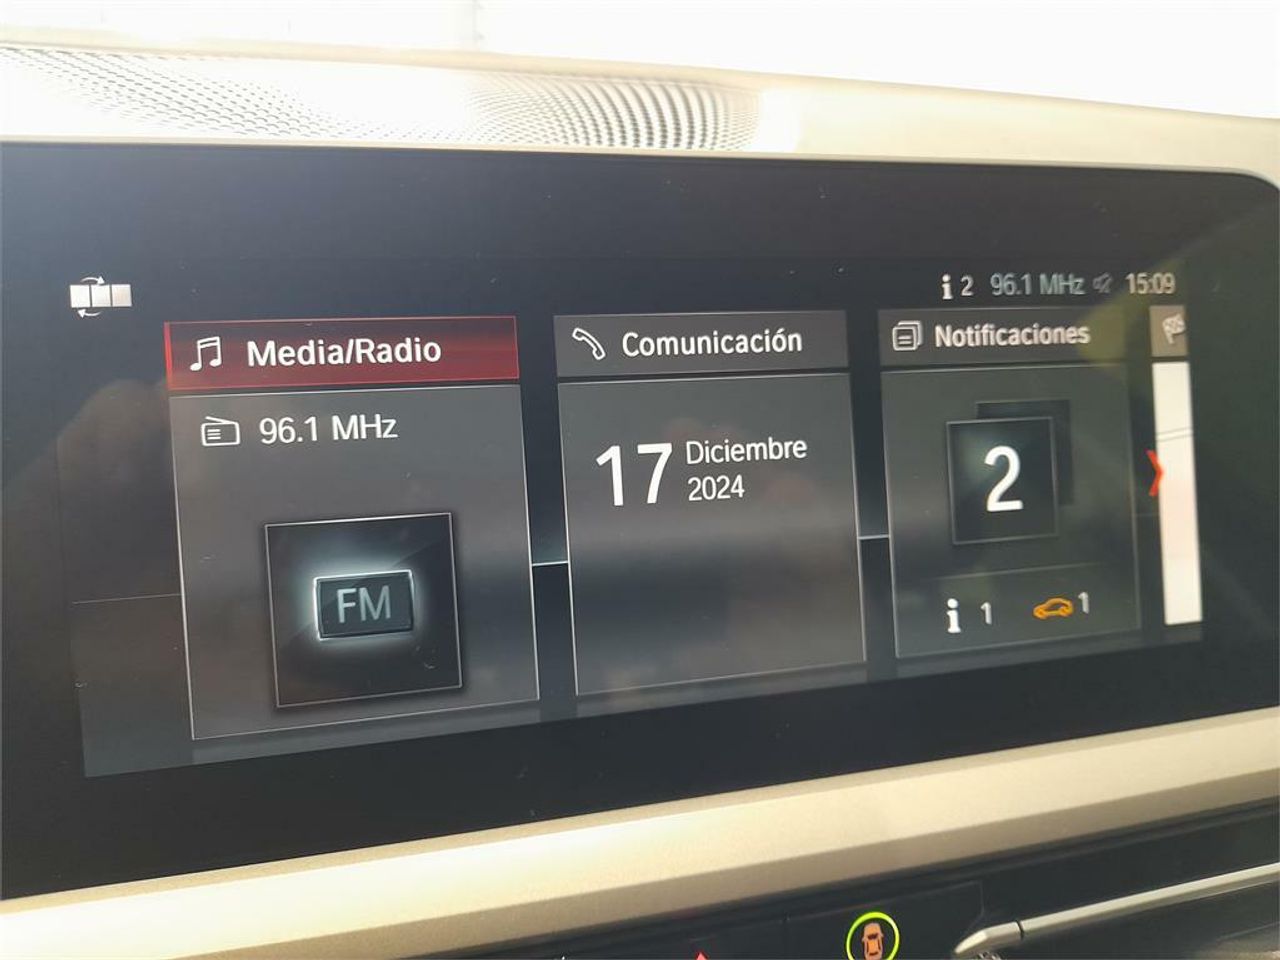 2 96.1 MHz 15:09
Media/Radio
96.1 MHz
FM
Comunicación
17 Diciembre
2024
Notificaciones
2
1 1